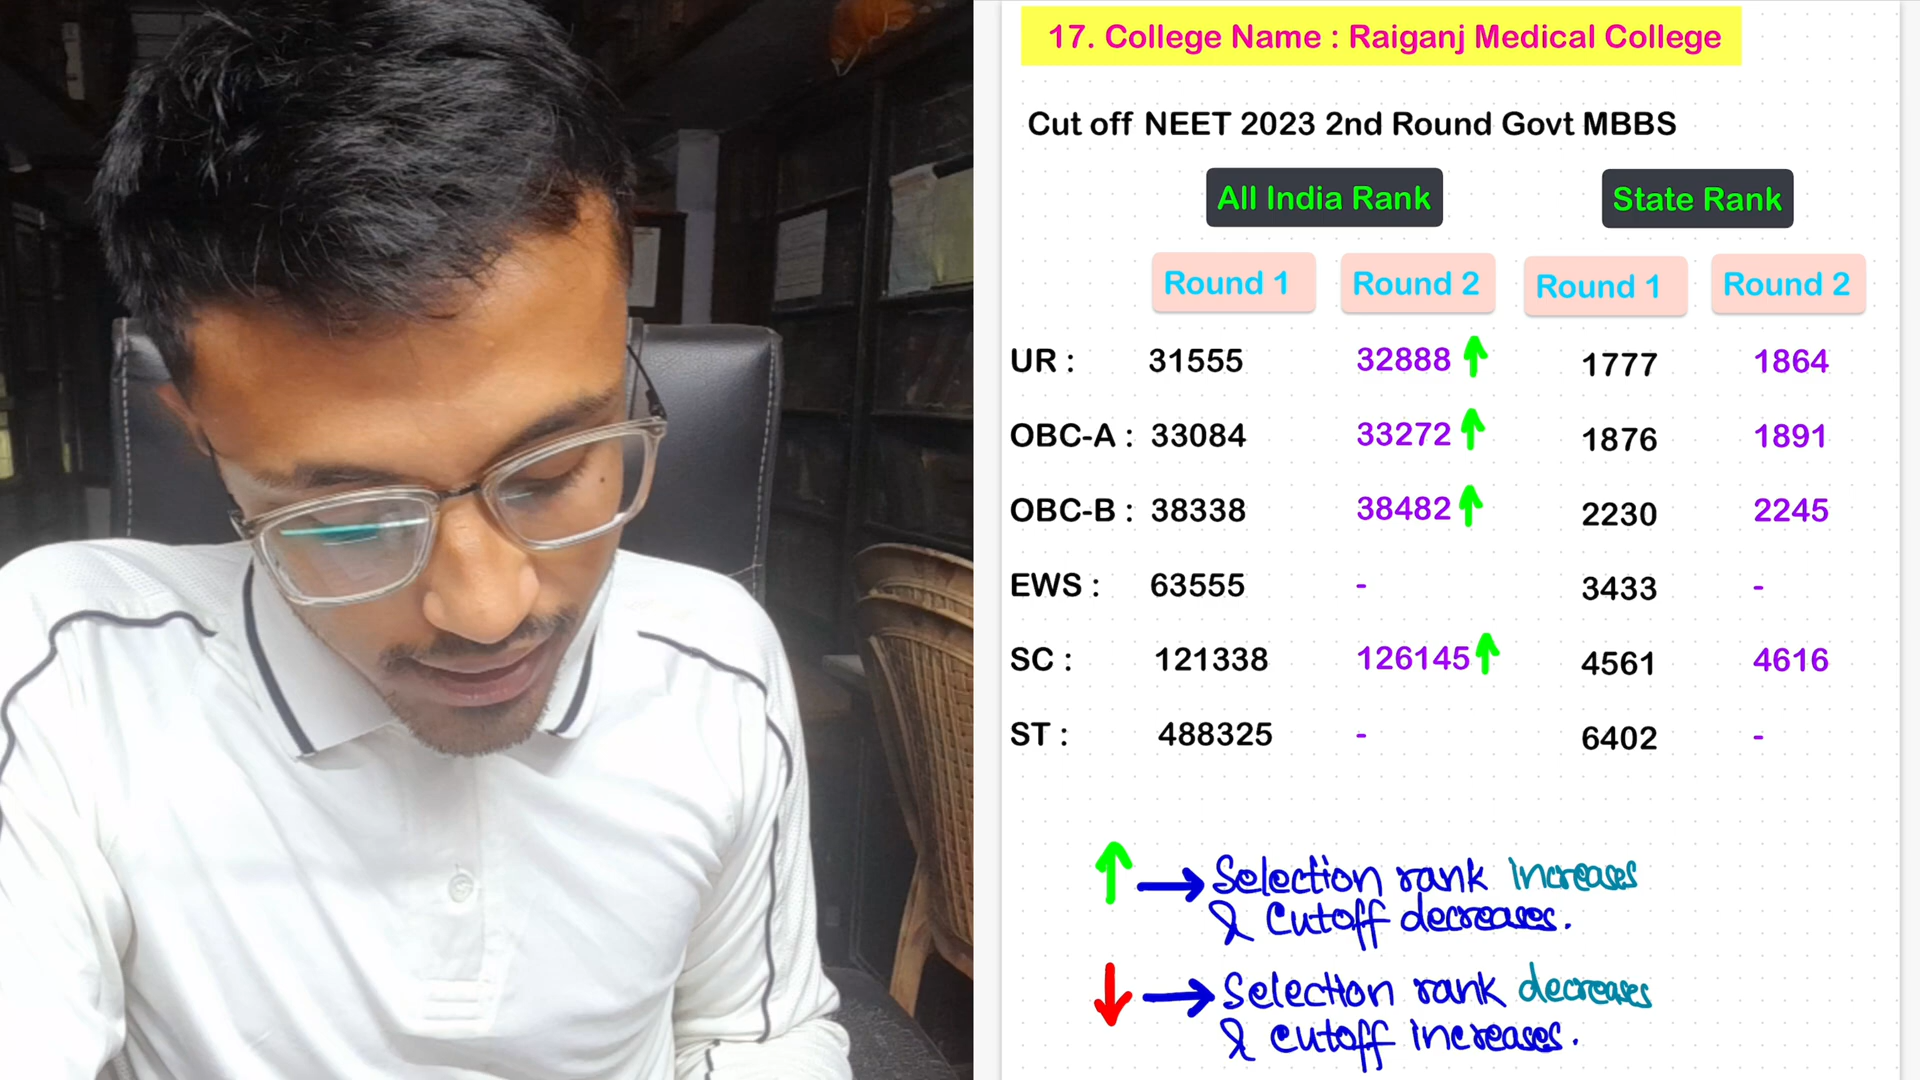 17. College Name : Raiganj Medical College
Cut off NEET 2023 2nd Round Govt MBBS
All India Rank State Rank
Round 1 Round 2 Round 1 Round 2
UR : 31555 32888 1777 1864
OBC-A : 33084 33272 1876 1891
OBC-B : 38338 38482 2230 2245
EWS : 63555 - 3433 -
SC : 121338 126145 4561 4616
ST : 488325 - 6402 -
Selection rank increases
& Cutoff decreases.
Selection rank decreases
& cutoff increases.